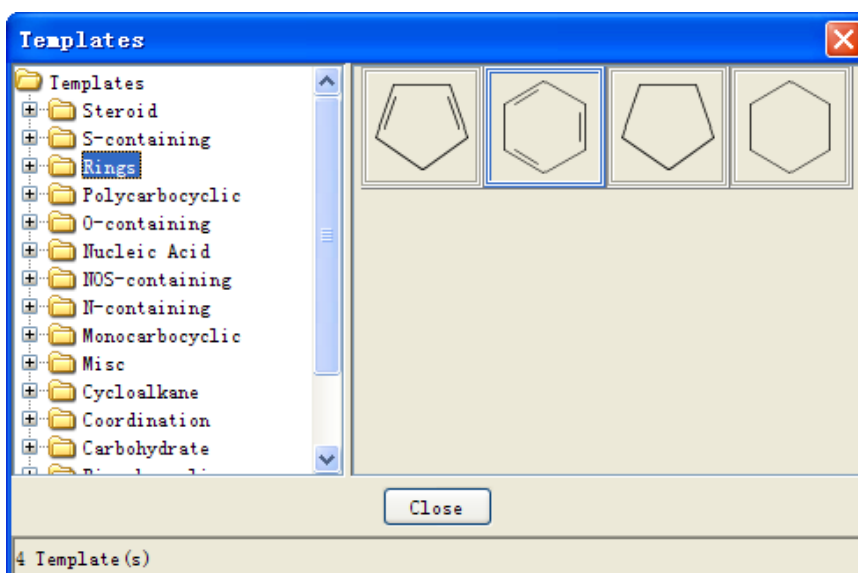 Templates
Templates
Steroid
S-containing
Rings
Polycarbocyclic
O-containing
Nucleic Acid
NOS-containing
N-containing
Monocarbocyclic
Misc
Cycloalkane
Coordination
Carbohydrate
Close
4 Template(s)